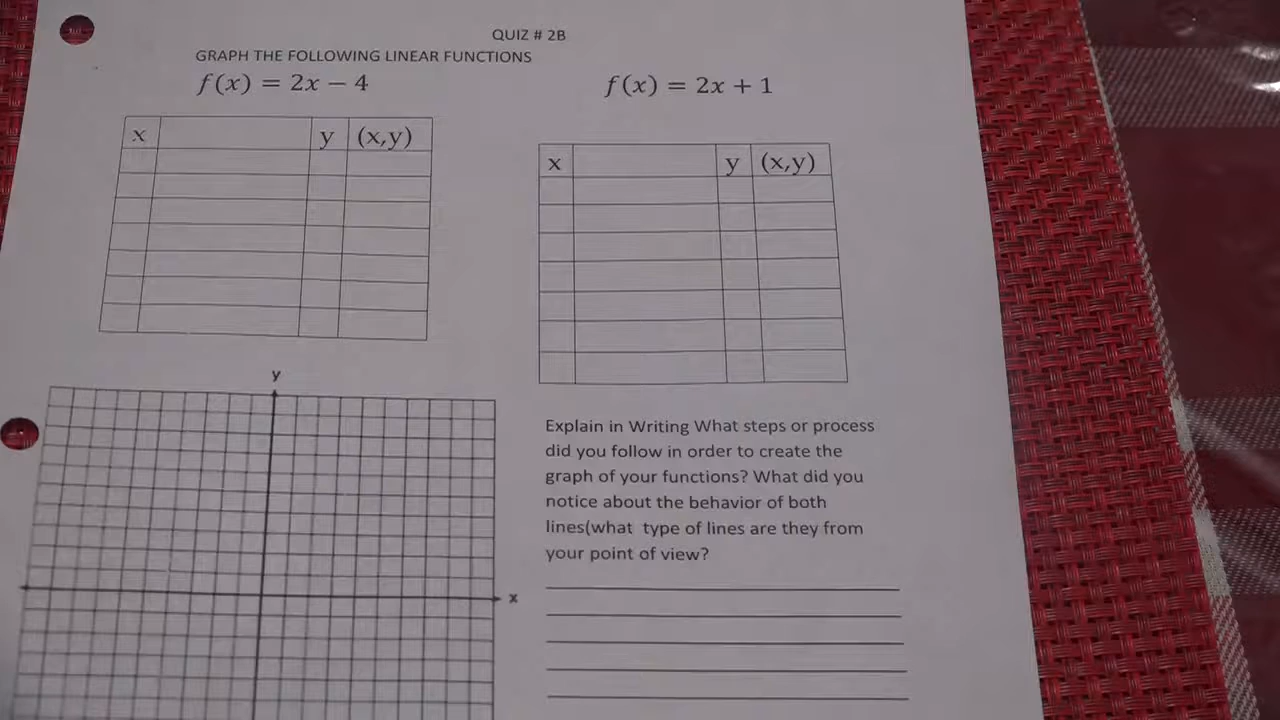 QUIZ # 2B
GRAPH THE FOLLOWING LINEAR FUNCTIONS
f(x) = 2x − 4
f(x) = 2x + 1
x y (x,y)
x y (x,y)
y
x
Explain in Writing What steps or process
did you follow in order to create the
graph of your functions? What did you
notice about the behavior of both
lines(what type of lines are they from
your point of view?